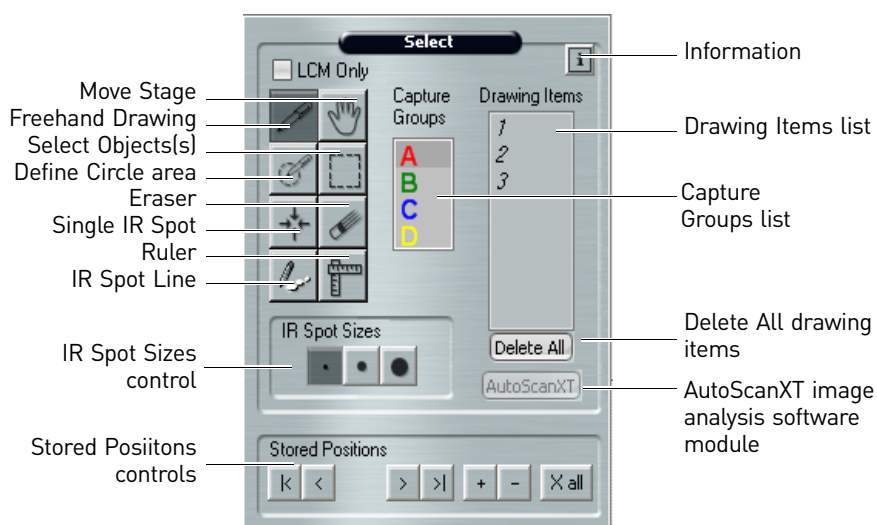 Select
i
LCM Only
Move Stage
Freehand Drawing
Select Objects(s)
Define Circle area
Eraser
Single IR Spot
Ruler
IR Spot Line
IR Spot Sizes
control
Stored Posiitons
controls
Capture
Groups
A
B
C
D
Drawing Items
1
2
3
IR Spot Sizes
Delete All
AutoScanXT
Stored Positions
|< < > >| + - X all
Information
Drawing Items list
Capture
Groups list
Delete All drawing
items
AutoScanXT image
analysis software
module